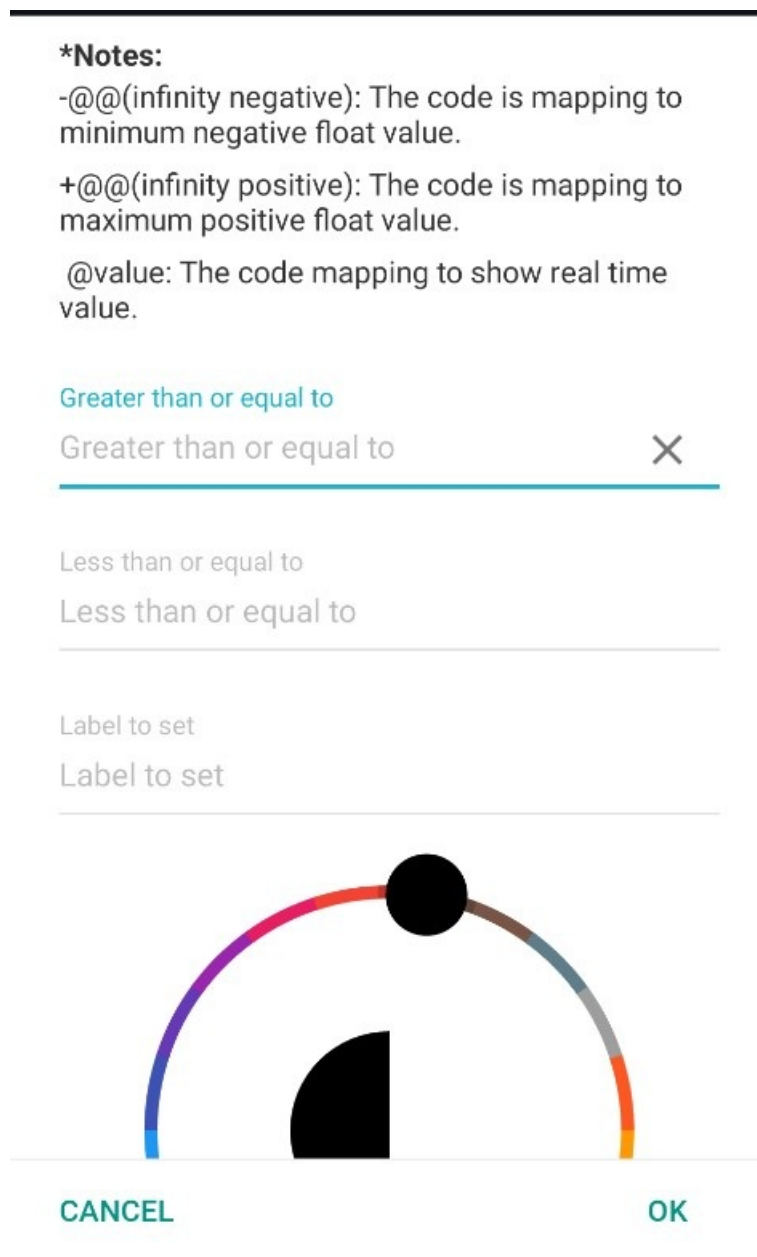 *Notes:
-@@(infinity negative): The code is mapping to
minimum negative float value.
+@@(infinity positive): The code is mapping to
maximum positive float value.
@value: The code mapping to show real time
value.
Greater than or equal to
Greater than or equal to
Less than or equal to
Less than or equal to
Label to set
Label to set
CANCEL OK